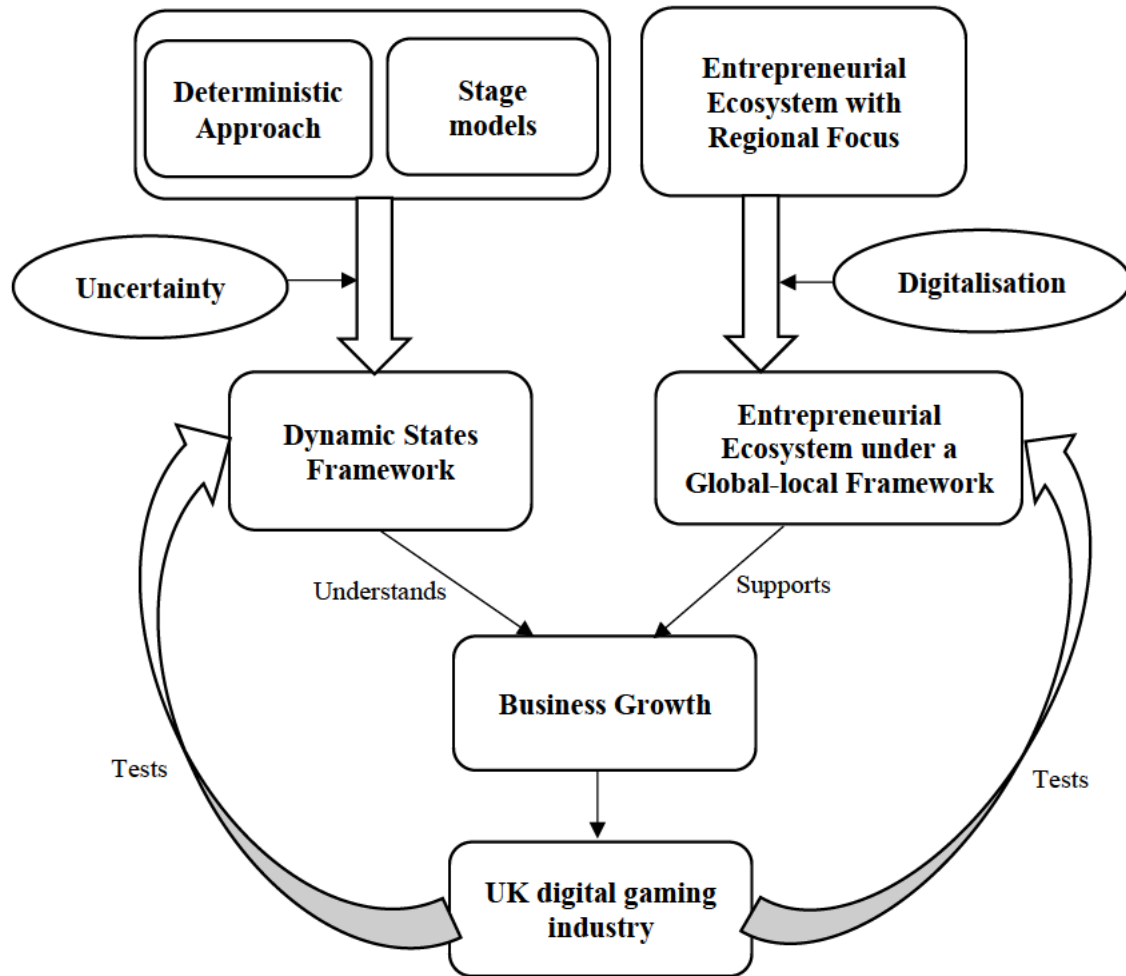 Deterministic
Approach
Stage
models
Entrepreneurial
Ecosystem with
Regional Focus
Uncertainty
Digitalisation
Dynamic States
Framework
Entrepreneurial
Ecosystem under a
Global-local Framework
Understands
Supports
Business Growth
Tests
Tests
UK digital gaming
industry